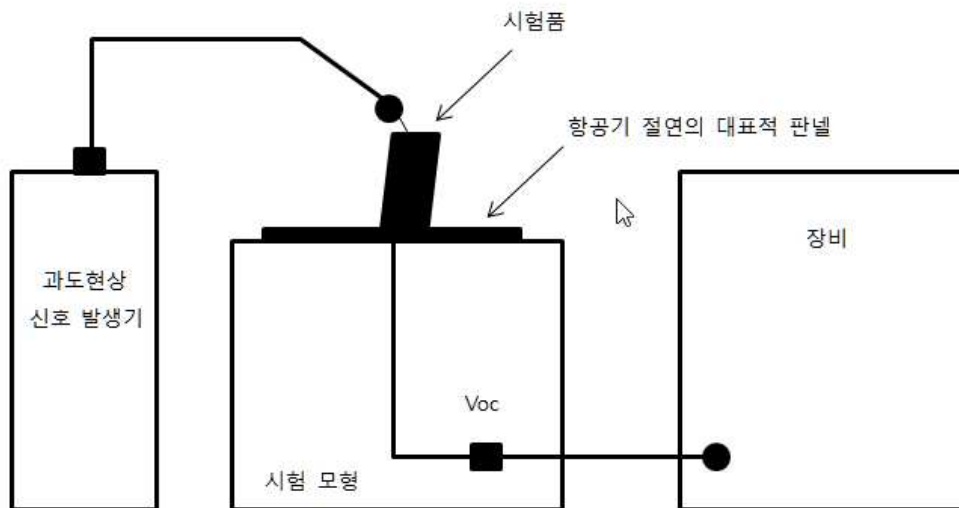 시험품
항공기 절연의 대표적 판넬
장비
과도현상
신호 발생기
Voc
시험 모형